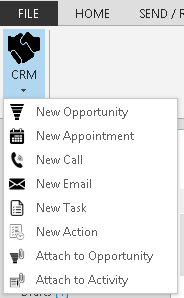 FILE HOME SEND / R
CRM
New Opportunity
New Appointment
New Call
New Email
New Task
New Action
Attach to Opportunity
Attach to Activity
Drafts [